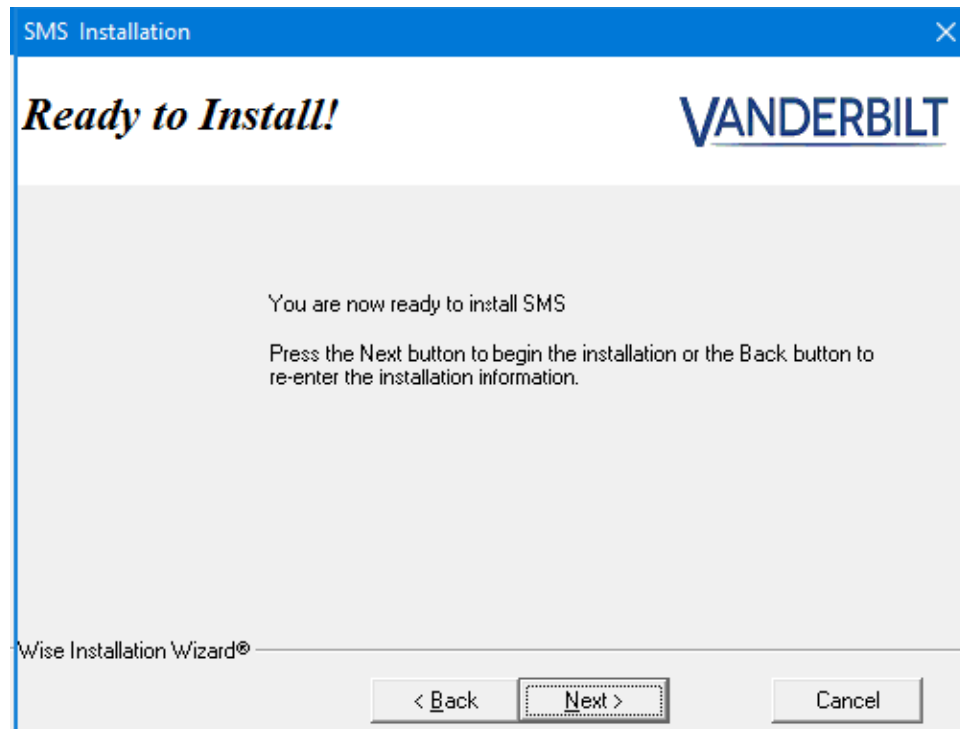 SMS Installation
Ready to Install!
VANDERBILT
You are now ready to install SMS
Press the Next button to begin the installation or the Back button to
re-enter the installation information.
Wise Installation Wizard®
< Back
Next >
Cancel